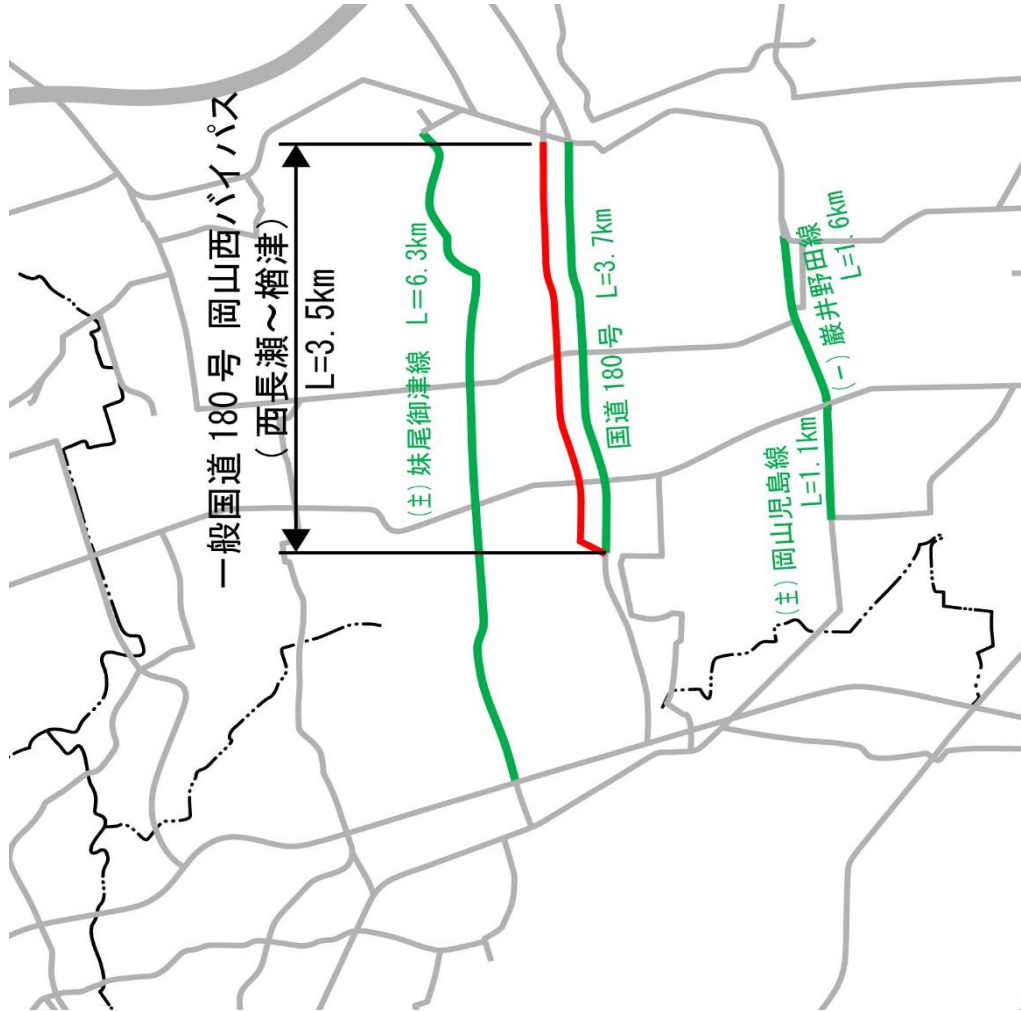 一般国道 180 号 岡山西バイパス
（西長瀬～楢津）
L=3. 5km
(主) 妹尾御津線 L=6. 3km
国道 180 号 L=3. 7km
(一) 巌井野田線
L=1. 6km
(主) 岡山児島線
L=1. 1km